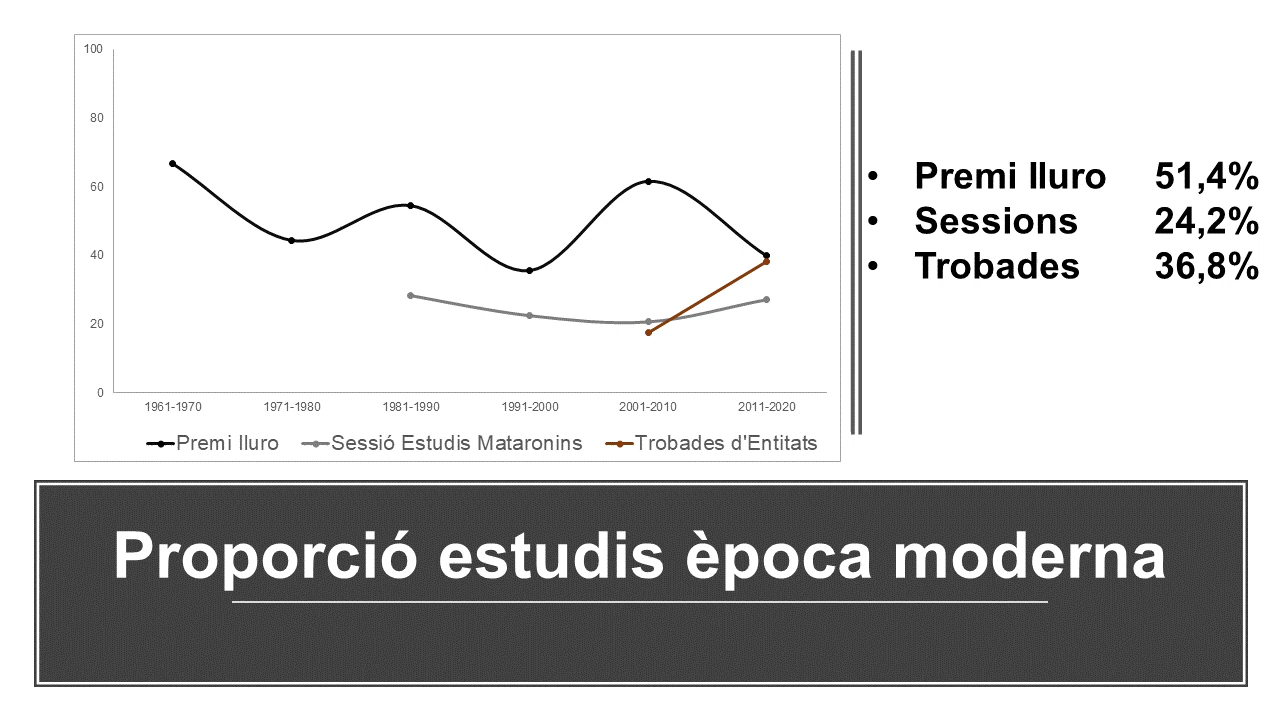 100
80
60
40
20
0
1961-1970 1971-1980 1981-1990 1991-2000 2001-2010 2011-2020
Premi Iluro Sessió Estudis Mataronins Trobades d'Entitats
• Premi Iluro 51,4%
• Sessions 24,2%
• Trobades 36,8%
Proporció estudis època moderna